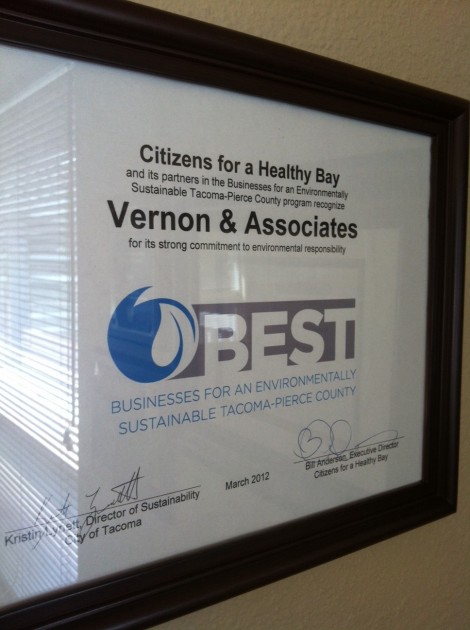 Citizens for a Healthy Bay
and its partners in the Businesses for an Environmentally
Sustainable Tacoma-Pierce County program recognize
Vernon & Associates
for its strong commitment to environmental responsibility
BEST
BUSINESSES FOR AN ENVIRONMENTALLY
SUSTAINABLE TACOMA-PIERCE COUNTY
Kristin Lynett, Director of Sustainability
City of Tacoma
March 2012
Bill Anderson, Executive Director
Citizens for a Healthy Bay